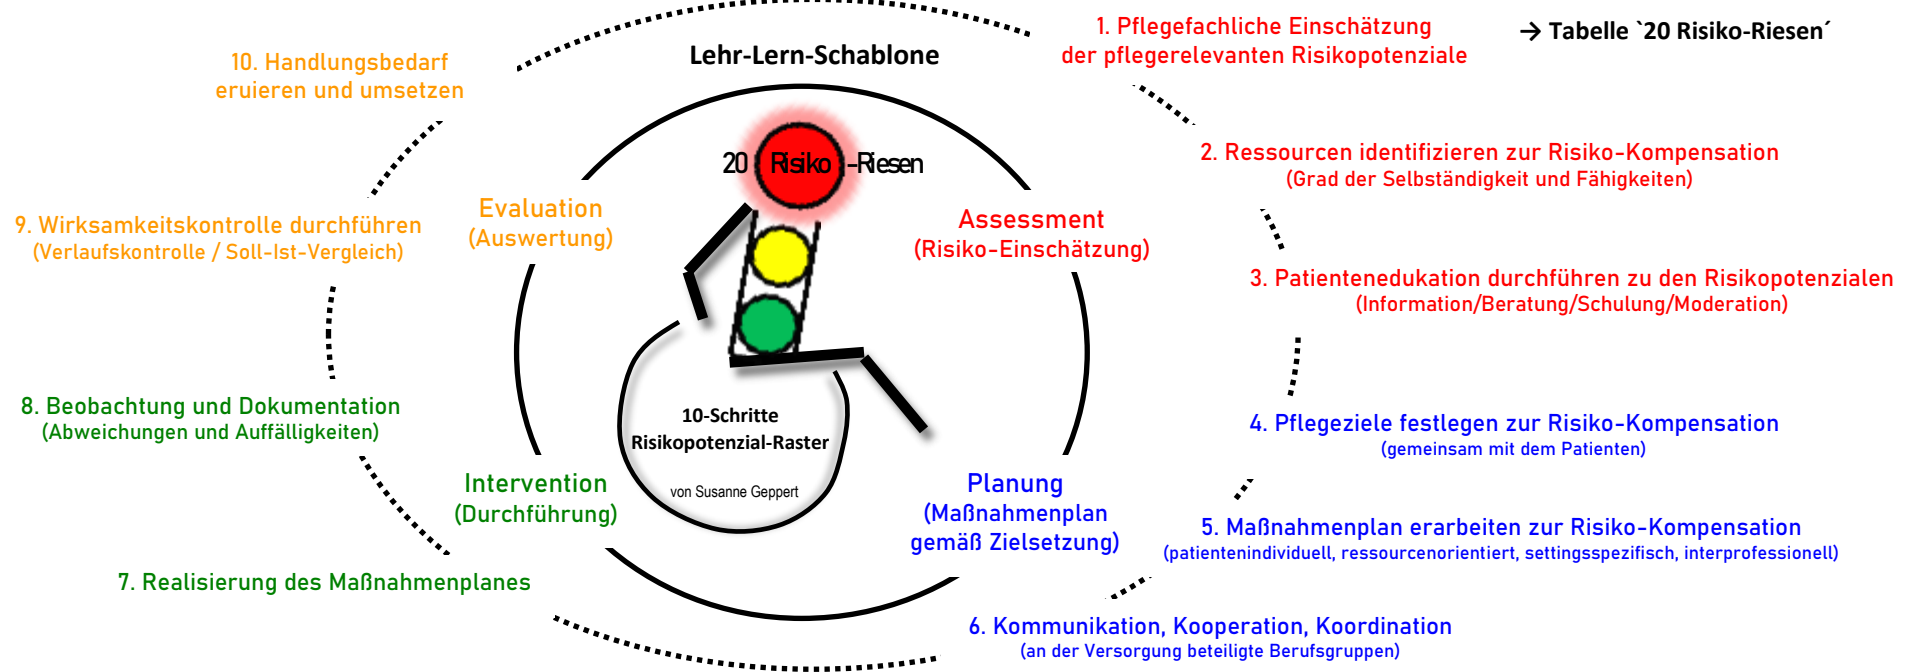 Lehr-Lern-Schablone
20 Risiko-Riesen
10-Schritte
Risikopotenzial-Raster
von Susanne Geppert
Assessment
(Risiko-Einschätzung)
Planung
(Maßnahmenplan
gemäß Zielsetzung)
Intervention
(Durchführung)
Evaluation
(Auswertung)
1. Pflegefachliche Einschätzung
der pflegerelevanten Risikopotenziale
→ Tabelle `20 Risiko-Riesen´
2. Ressourcen identifizieren zur Risiko-Kompensation
(Grad der Selbständigkeit und Fähigkeiten)
3. Patientenedukation durchführen zu den Risikopotenzialen
(Information/Beratung/Schulung/Moderation)
4. Pflegeziele festlegen zur Risiko-Kompensation
(gemeinsam mit dem Patienten)
5. Maßnahmenplan erarbeiten zur Risiko-Kompensation
(patientenindividuell, ressourcenorientiert, settingsspezifisch, interprofessionell)
6. Kommunikation, Kooperation, Koordination
(an der Versorgung beteiligte Berufsgruppen)
7. Realisierung des Maßnahmenplanes
8. Beobachtung und Dokumentation
(Abweichungen und Auffälligkeiten)
9. Wirksamkeitskontrolle durchführen
(Verlaufskontrolle / Soll-Ist-Vergleich)
10. Handlungsbedarf
eruieren und umsetzen